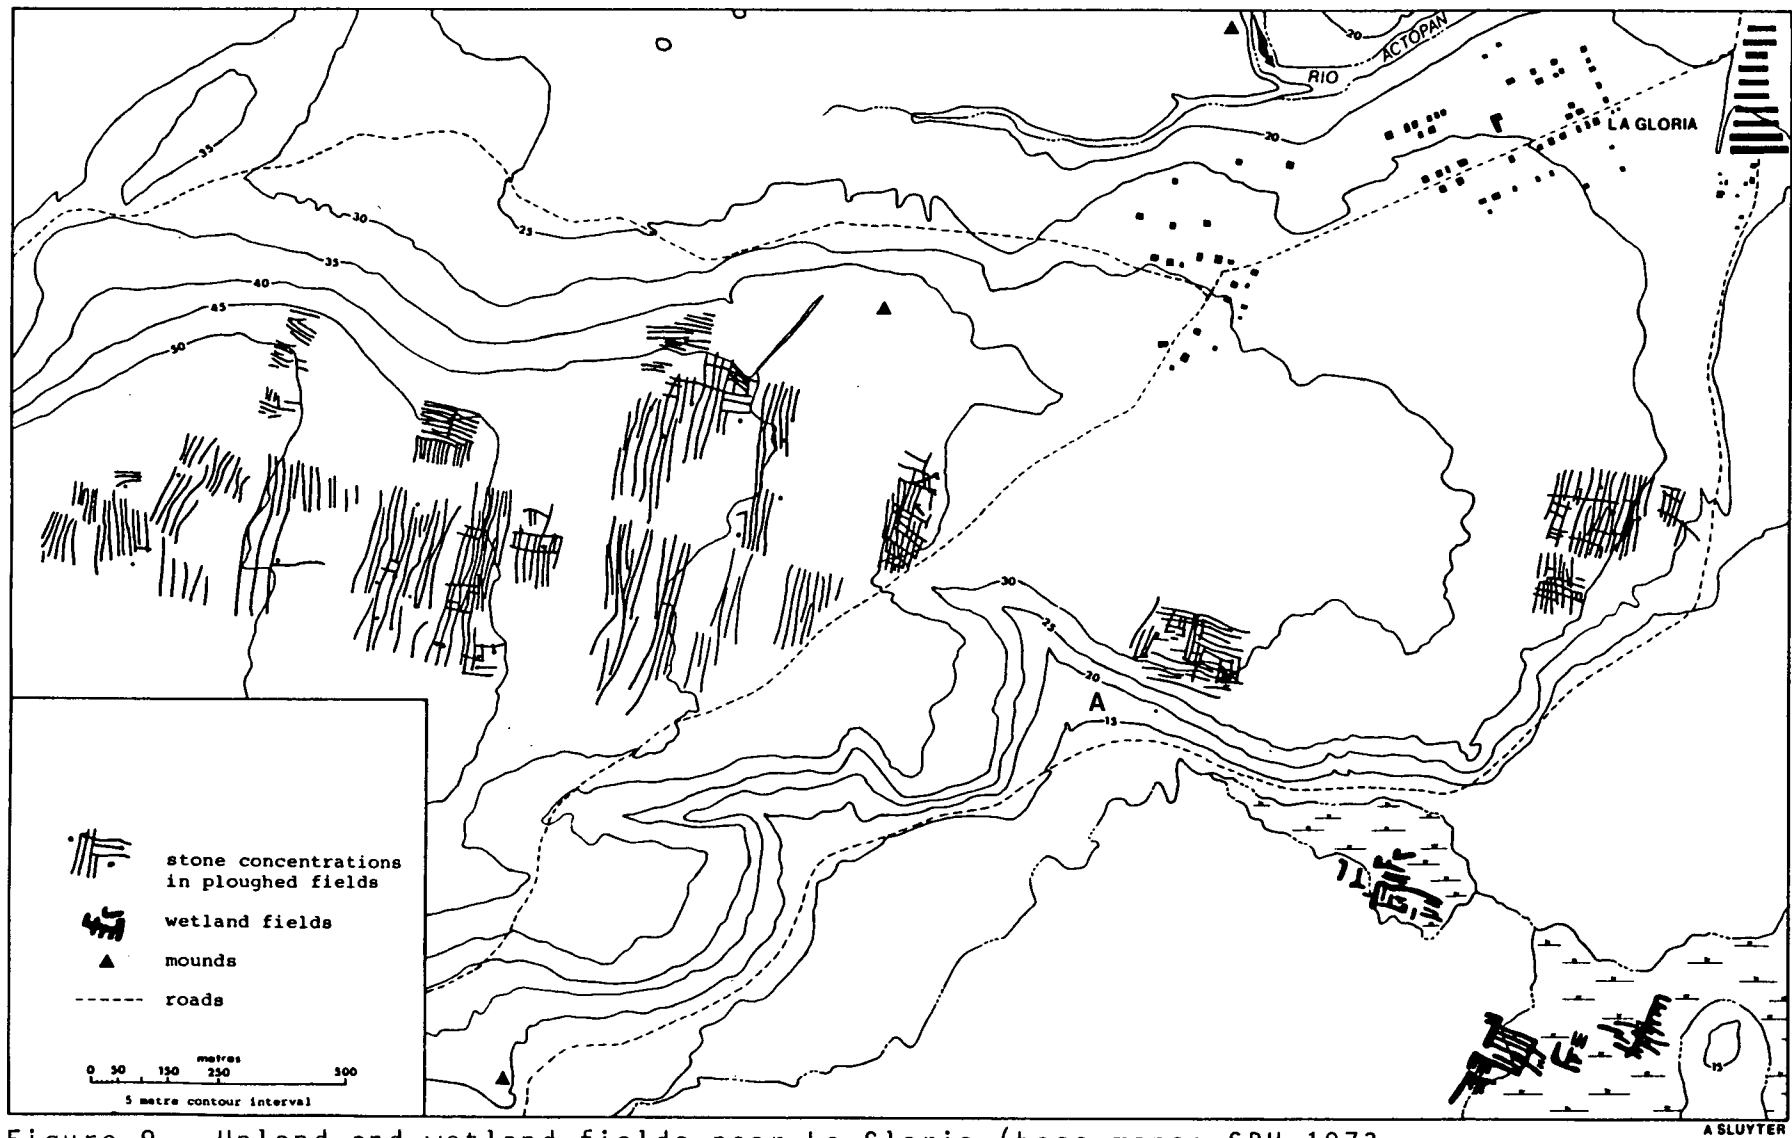 20
RIO
ACTOPAN
20
LA GLORIA
35
30
25
35
40
45
50
30
25
20
A
15
stone concentrations
in ploughed fields
wetland fields
mounds
roads
metres
0 50 150 250 500
5 metre contour interval
15
A SLUYTER